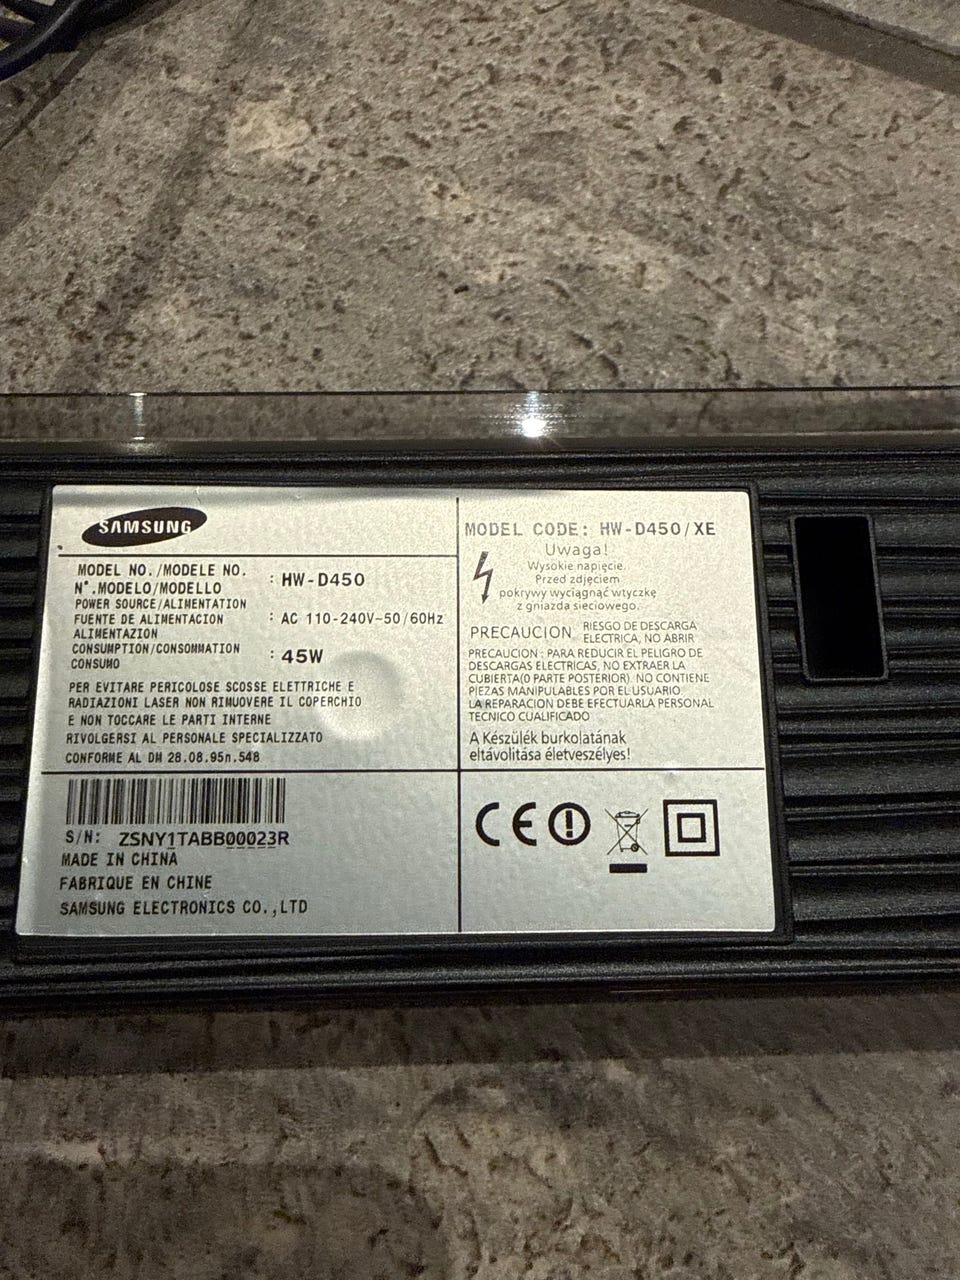 SAMSUNG
MODEL NO./MODELE NO.
N°.MODELO/MODELLO : HW-D450
POWER SOURCE/ALIMENTATION
FUENTE DE ALIMENTACION : AC 110-240V~50/60Hz
ALIMENTAZION
CONSUMPTION/CONSOMMATION
CONSUMO : 45W
PER EVITARE PERICOLOSE SCOSSE ELETTRICHE E
RADIAZIONI LASER NON RIMUOVERE IL COPERCHIO
E NON TOCCARE LE PARTI INTERNE
RIVOLGERSI AL PERSONALE SPECIALIZZATO
CONFORME AL DM 28.08.95n.548
S/N: ZSNY1TABB00023R
MADE IN CHINA
FABRIQUE EN CHINE
SAMSUNG ELECTRONICS CO.,LTD
MODEL CODE: HW-D450/XE
Uwaga!
Wysokie napięcie.
Przed zdjęciem
pokrywy wyciągnąć wtyczkę
z gniazda sieciowego.
PRECAUCION RIESGO DE DESCARGA
ELECTRICA, NO ABRIR
PRECAUCION : PARA REDUCIR EL PELIGRO DE
DESCARGAS ELECTRICAS, NO EXTRAER LA
CUBIERTA(O PARTE POSTERIOR). NO CONTIENE
PIEZAS MANIPULABLES POR EL USUARIO.
LA REPARACION DEBE EFECTUARLA PERSONAL
TECNICO CUALIFICADO
A Készülék burkolatának
eltávolitása életveszélyes!
CE